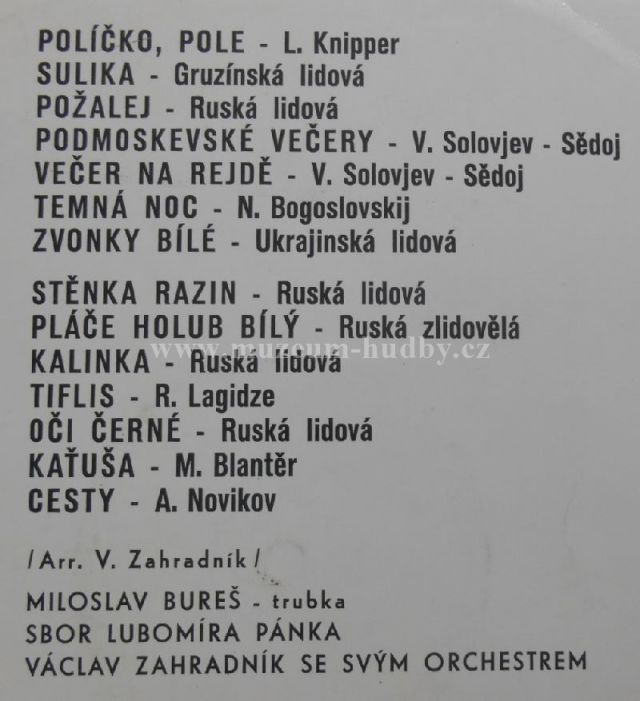 POLÍČKO, POLE - L. Knipper
SULIKA - Gruzínská lidová
POŽALEJ - Ruská lidová
PODMOSKEVSKÉ VEČERY - V. Solovjev - Sědoj
VEČER NA REJDĚ - V. Solovjev - Sědoj
TEMNÁ NOC - N. Bogoslovskij
ZVONKY BÍLÉ - Ukrajinská lidová
STĚNKA RAZIN - Ruská lidová
PLÁČE HOLUB BÍLÝ - Ruská zlidovělá
www.muzeum-hudby.cz
KALINKA - Ruská lidová
TIFLIS - R. Lagidze
OČI ČERNÉ - Ruská lidová
KAŤUŠA - M. Blantěr
CESTY - A. Novikov
/Arr. V. Zahradník/
MILOSLAV BUREŠ - trubka
SBOR LUBOMÍRA PÁNKA
VÁCLAV ZAHRADNÍK SE SVÝM ORCHESTREM